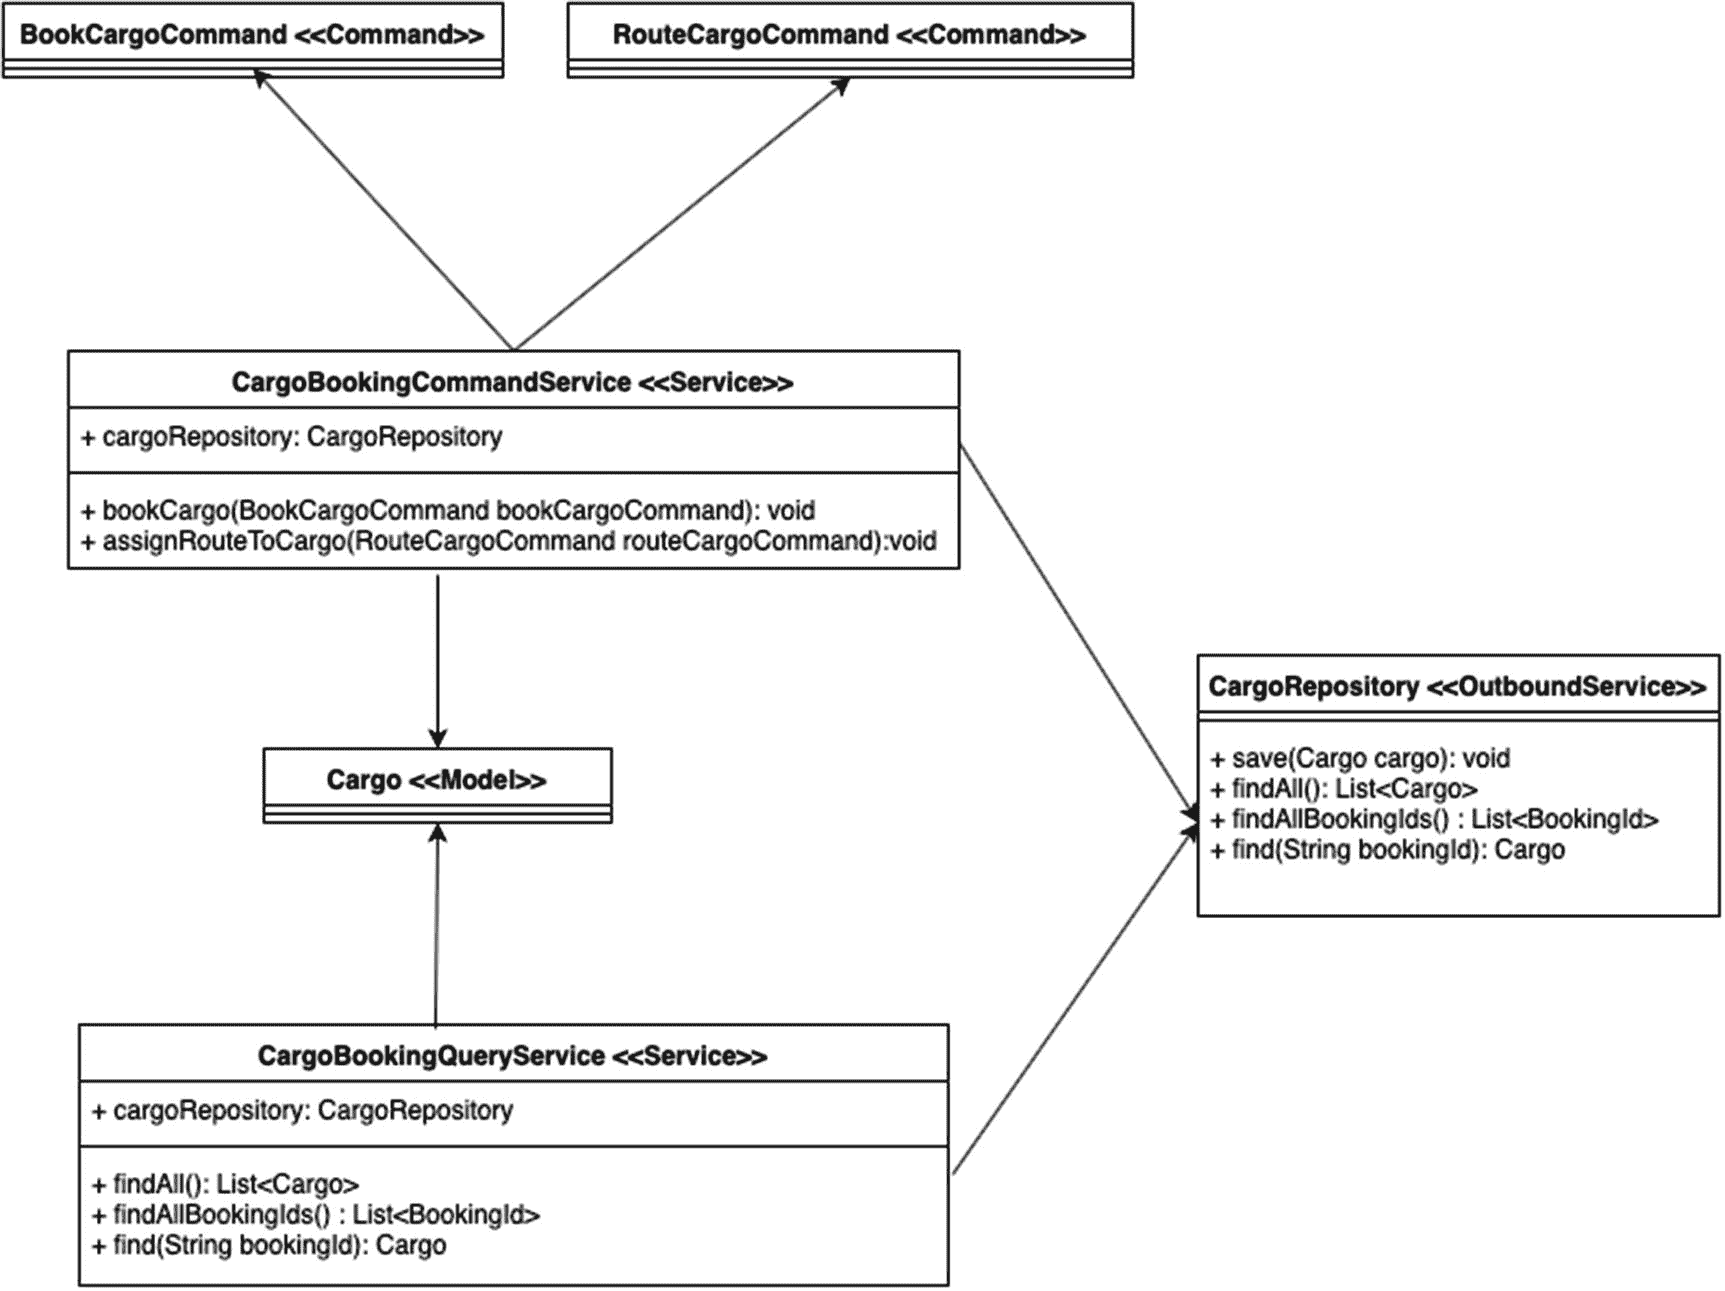 BookCargoCommand <<Command>>
RouteCargoCommand <<Command>>
CargoBookingCommandService <<Service>>
+ cargoRepository: CargoRepository
+ bookCargo(BookCargoCommand bookCargoCommand): void
+ assignRouteToCargo(RouteCargoCommand routeCargoCommand):void
CargoRepository <<OutboundService>>
+ save(Cargo cargo): void
+ findAll(): List<Cargo>
+ findAllBookingIds() : List<BookingId>
+ find(String bookingId): Cargo
Cargo <<Model>>
CargoBookingQueryService <<Service>>
+ cargoRepository: CargoRepository
+ findAll(): List<Cargo>
+ findAllBookingIds() : List<BookingId>
+ find(String bookingId): Cargo